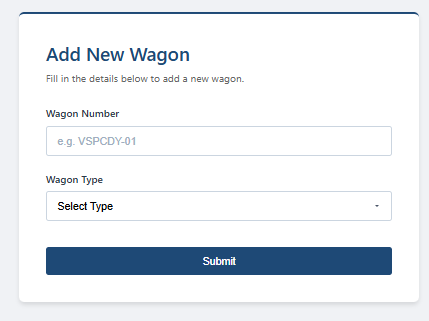 Add New Wagon
Fill in the details below to add a new wagon.
Wagon Number
e.g. VSPCDY-01
Wagon Type
Select Type
Submit